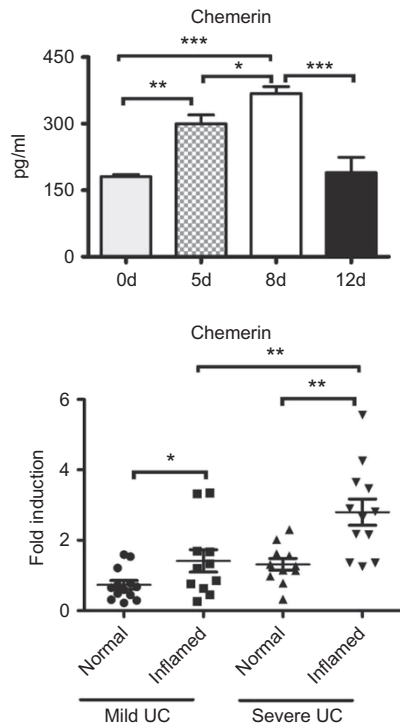 Chemerin
***
*
***
**
450
300
150
0
pg/ml
0d 5d 8d 12d
Chemerin
**
**
*
6
4
2
0
Fold induction
Normal Inflamed Normal Inflamed
Mild UC Severe UC